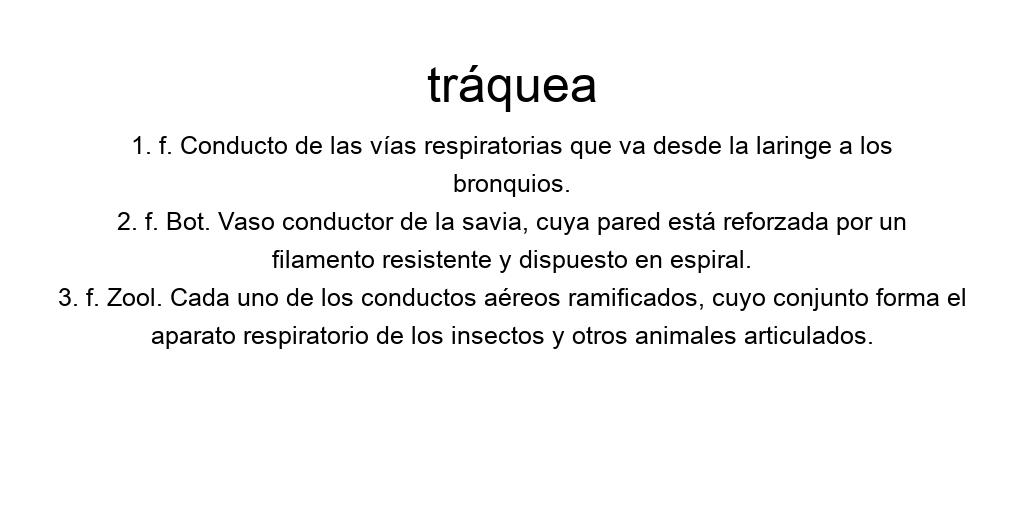 tráquea
1. f. Conducto de las vías respiratorias que va desde la laringe a los
bronquios.
2. f. Bot. Vaso conductor de la savia, cuya pared está reforzada por un
filamento resistente y dispuesto en espiral.
3. f. Zool. Cada uno de los conductos aéreos ramificados, cuyo conjunto forma el
aparato respiratorio de los insectos y otros animales articulados.